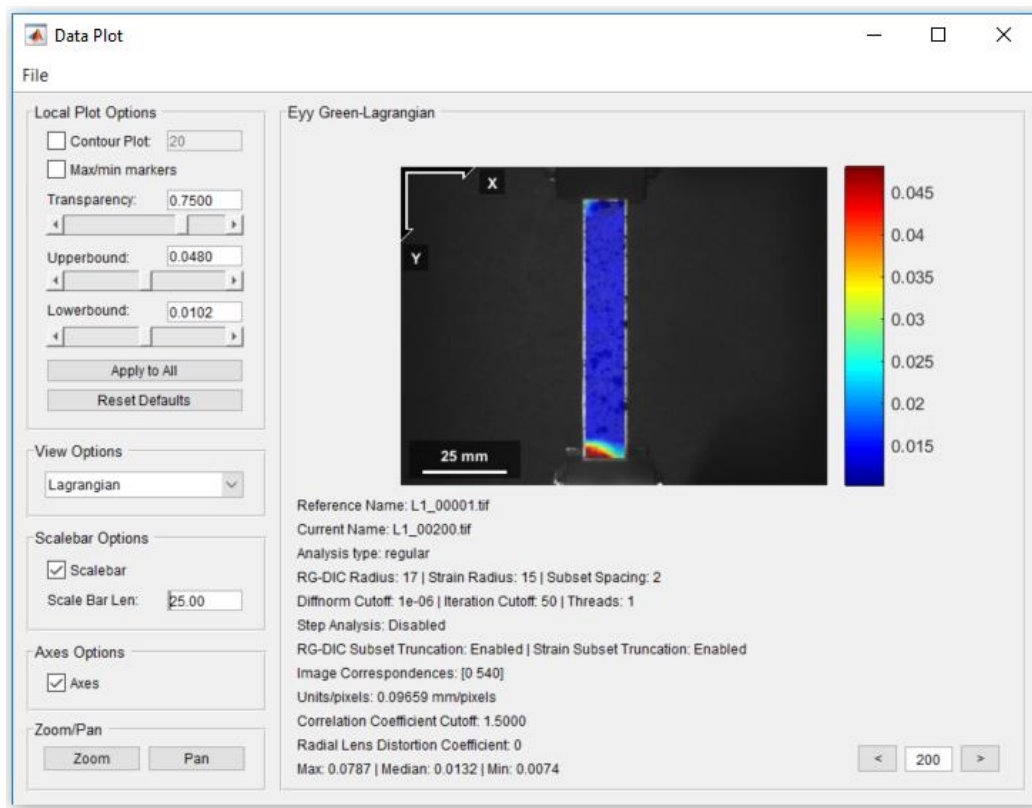 Data Plot
File
Local Plot Options
Contour Plot: 20
Max/min markers
Transparency: 0.7500
Upperbound: 0.0480
Lowerbound: 0.0102
Apply to All
Reset Defaults
View Options
Lagrangian
Scalebar Options
Scalebar
Scale Bar Len: 25.00
Axes Options
Axes
Zoom/Pan
Zoom Pan
Eyy Green-Lagrangian
X
Y
25 mm
0.045
0.04
0.035
0.03
0.025
0.02
0.015
Reference Name: L1_00001.tif
Current Name: L1_00200.tif
Analysis type: regular
RG-DIC Radius: 17 | Strain Radius: 15 | Subset Spacing: 2
Diffnorm Cutoff: 1e-06 | Iteration Cutoff: 50 | Threads: 1
Step Analysis: Disabled
RG-DIC Subset Truncation: Enabled | Strain Subset Truncation: Enabled
Image Correspondences: [0 540]
Units/pixels: 0.09659 mm/pixels
Correlation Coefficient Cutoff: 1.5000
Radial Lens Distortion Coefficient: 0
Max: 0.0787 | Median: 0.0132 | Min: 0.0074
< 200 >